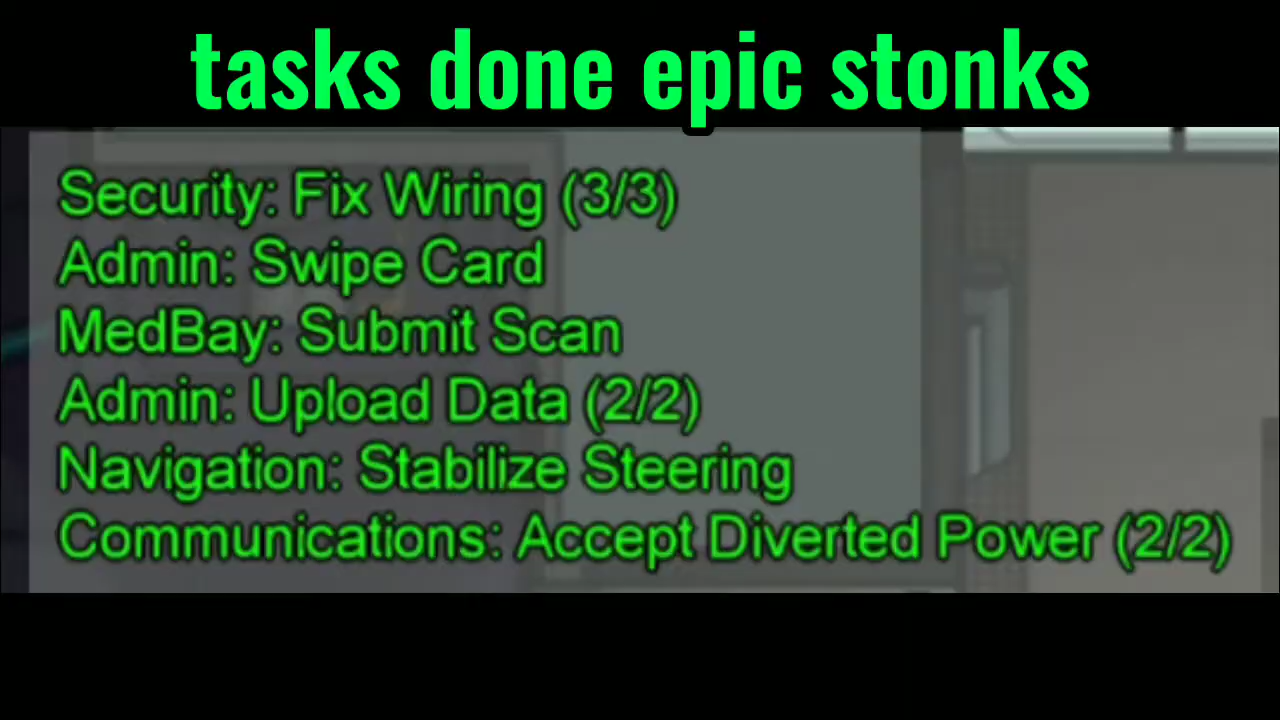 tasks done epic stonks
Security: Fix Wiring (3/3)
Admin: Swipe Card
MedBay: Submit Scan
Admin: Upload Data (2/2)
Navigation: Stabilize Steering
Communications: Accept Diverted Power (2/2)